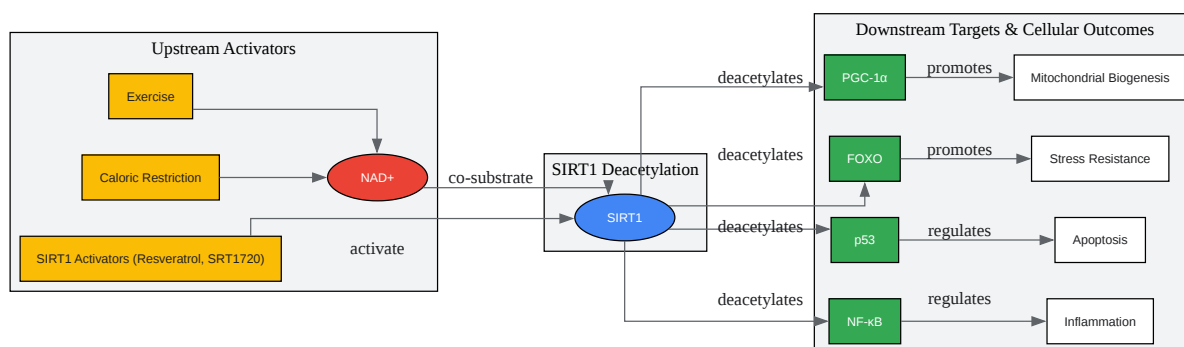 Upstream Activators
Exercise
Caloric Restriction
NAD+
SIRT1 Activators (Resveratrol, SRT1720)
activate
co-substrate
SIRT1 Deacetylation
SIRT1
Downstream Targets & Cellular Outcomes
deacetylates
PGC-1α
promotes
Mitochondrial Biogenesis
deacetylates
FOXO
promotes
Stress Resistance
deacetylates
p53
regulates
Apoptosis
deacetylates
NF-κB
regulates
Inflammation